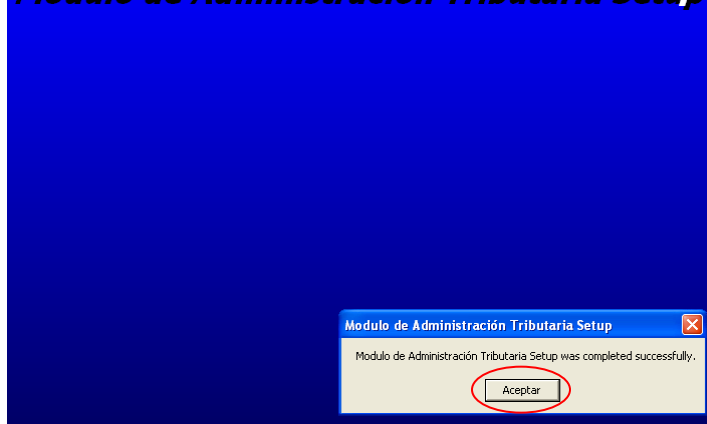 Modulo de Administración Tributaria Setup
Modulo de Administración Tributaria Setup
Modulo de Administración Tributaria Setup was completed successfully.
Aceptar